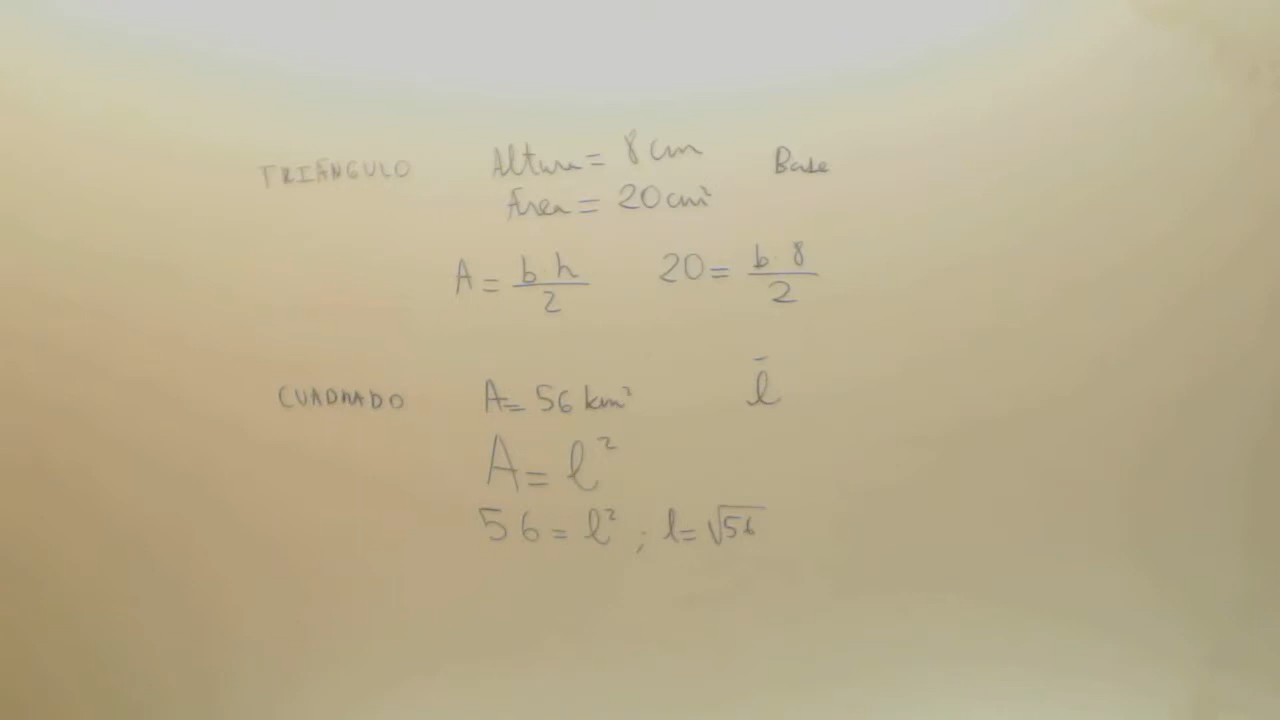 TRIÁNGULO Altura = 8 cm Base
Área = 20 cm²
A = b·h/2 20 = b·8/2
CUADRADO A = 56 km² l
A = l²
56 = l² ; l = √56